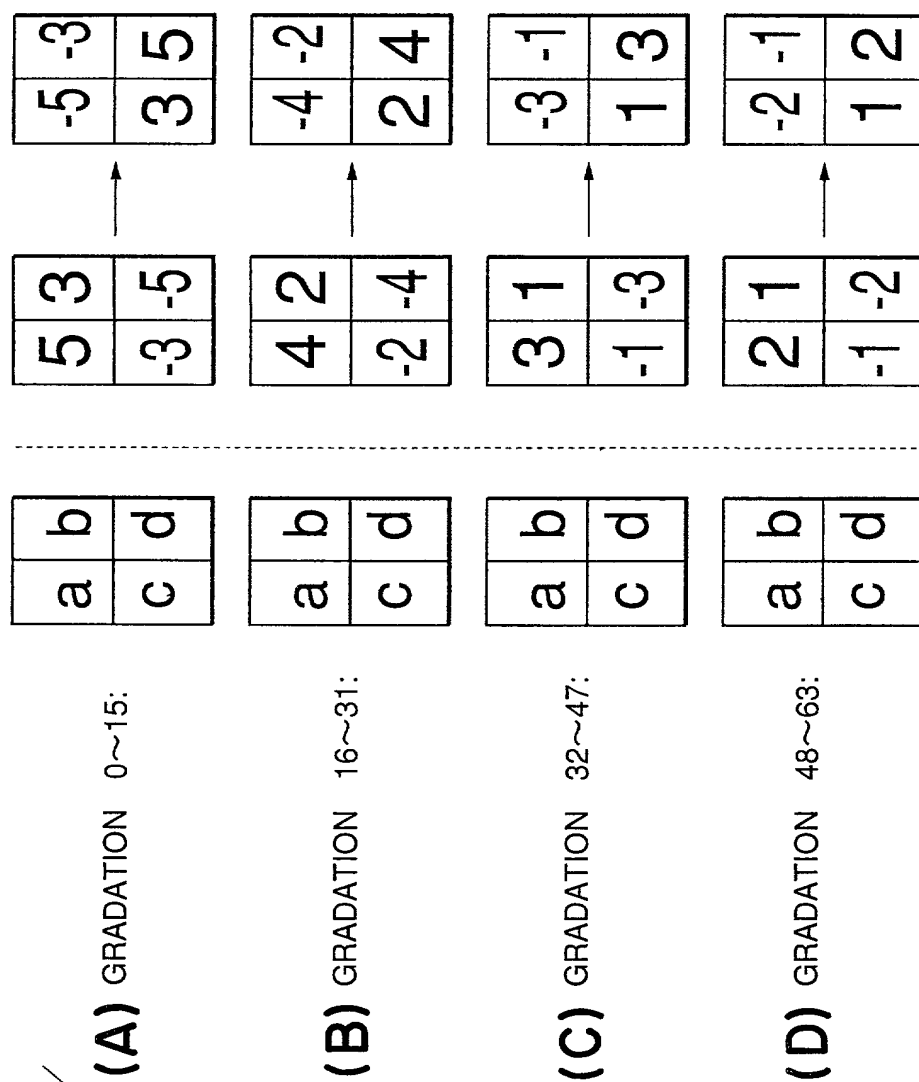 (A) GRADATION 0~15:
a b
c d
5 3
-3 -5
-5 -3
3 5
(B) GRADATION 16~31:
a b
c d
4 2
-2 -4
-4 -2
2 4
(C) GRADATION 32~47:
a b
c d
3 1
-1 -3
-3 -1
1 3
(D) GRADATION 48~63:
a b
c d
2 1
-1 -2
-2 -1
1 2